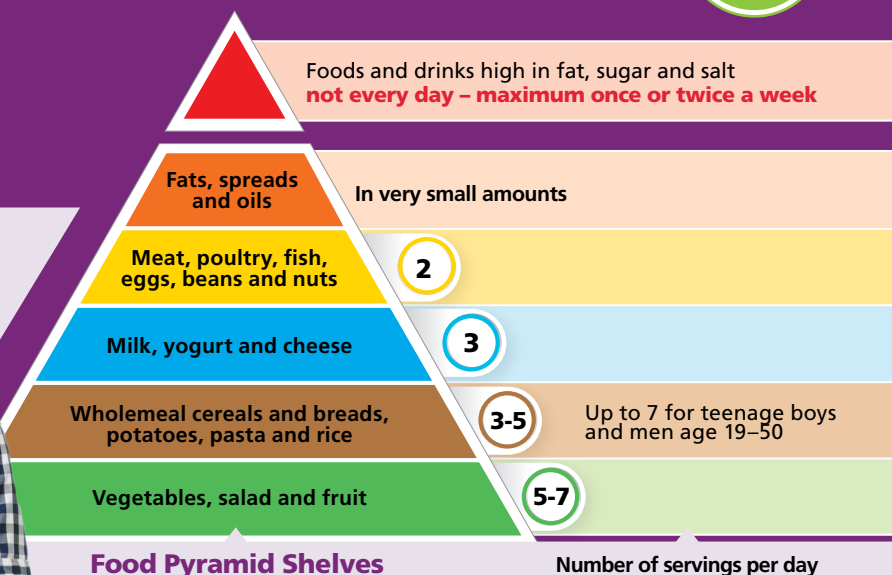 Foods and drinks high in fat, sugar and salt
not every day – maximum once or twice a week
Fats, spreads
and oils
In very small amounts
Meat, poultry, fish,
eggs, beans and nuts
2
Milk, yogurt and cheese
3
Wholemeal cereals and breads,
potatoes, pasta and rice
3-5
Up to 7 for teenage boys
and men age 19–50
Vegetables, salad and fruit
5-7
Food Pyramid Shelves
Number of servings per day